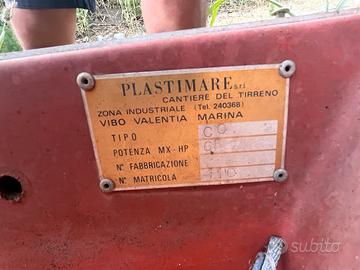 PLASTIMARE s.r.l
CANTIERE DEL TIRRENO
ZONA INDUSTRIALE (Tel. 240368)
VIBO VALENTIA MARINA
TIPO
POTENZA MX-HP
N° FABBRICAZIONE
N° MATRICOLA
subito